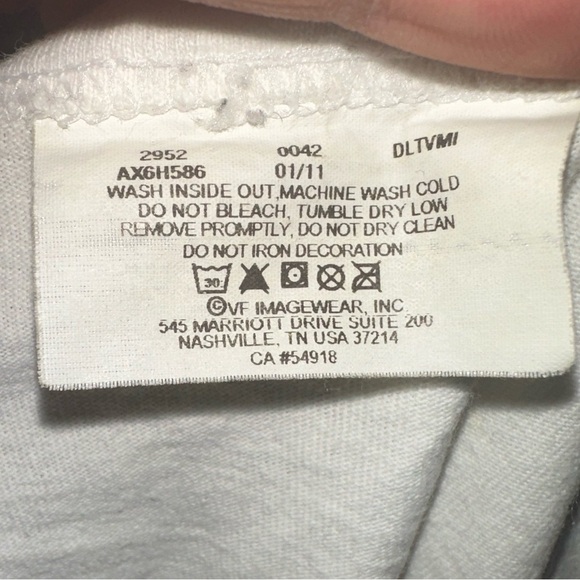 2952 0042 DLTVMI
AX6H586 01/11
WASH INSIDE OUT, MACHINE WASH COLD
DO NOT BLEACH, TUMBLE DRY LOW
REMOVE PROMPTLY, DO NOT DRY CLEAN
DO NOT IRON DECORATION
30
©VF IMAGEWEAR, INC.
545 MARRIOTT DRIVE SUITE 200
NASHVILLE, TN USA 37214
CA #54918